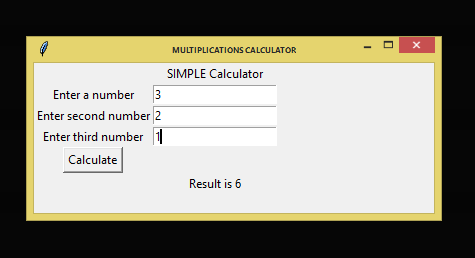 MULTIPLICATIONS CALCULATOR
SIMPLE Calculator
Enter a number 3
Enter second number 2
Enter third number 1
Calculate
Result is 6